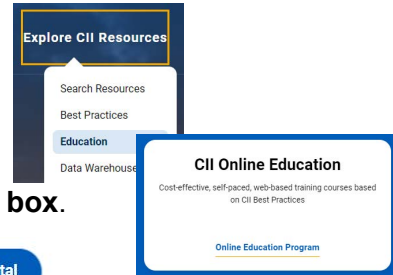 Explore CII Resources
Search Resources
Best Practices
Education
Data Warehouse
CII Online Education
Cost-effective, self-paced, web-based training courses based
on CII Best Practices
Online Education Program
box.